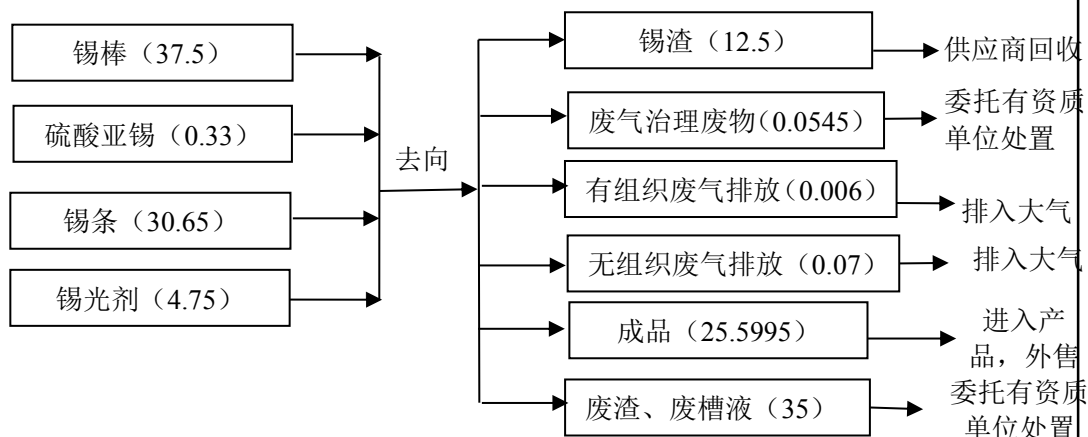 锡棒（37.5）
硫酸亚锡（0.33）
锡条（30.65）
锡光剂（4.75）
去向
锡渣（12.5）
供应商回收
废气治理废物(0.0545)
委托有资质
单位处置
有组织废气排放(0.006)
排入大气
无组织废气排放（0.07）
排入大气
成品（25.5995）
进入产
品，外售
废渣、废槽液（35）
委托有资质
单位处置